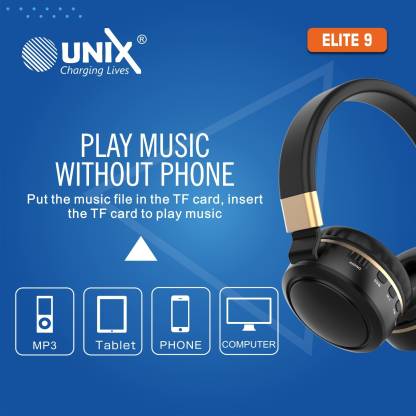 UNIX®
Charging Lives
ELITE 9
PLAY MUSIC
WITHOUT PHONE
Put the music file in the TF card, insert
the TF card to play music
MP3
Tablet
PHONE
COMPUTER